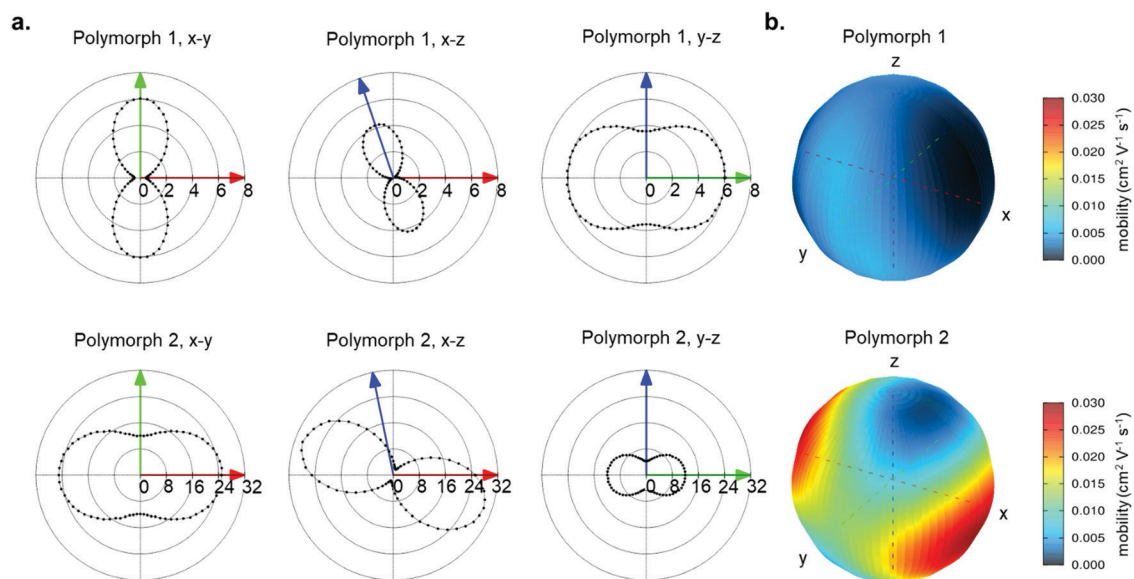 a.
b.
Polymorph 1, x-y
Polymorph 1, x-z
Polymorph 1, y-z
Polymorph 1
0 2 4 6 8
0 2 4 6 8
0 2 4 6 8
z
x
y
0.030
0.025
0.020
0.015
0.010
0.005
0.000
mobility (cm² V⁻¹ s⁻¹)
Polymorph 2, x-y
Polymorph 2, x-z
Polymorph 2, y-z
Polymorph 2
0 8 16 24 32
0 8 16 24 32
0 8 16 24 32
z
x
y
0.030
0.025
0.020
0.015
0.010
0.005
0.000
mobility (cm² V⁻¹ s⁻¹)